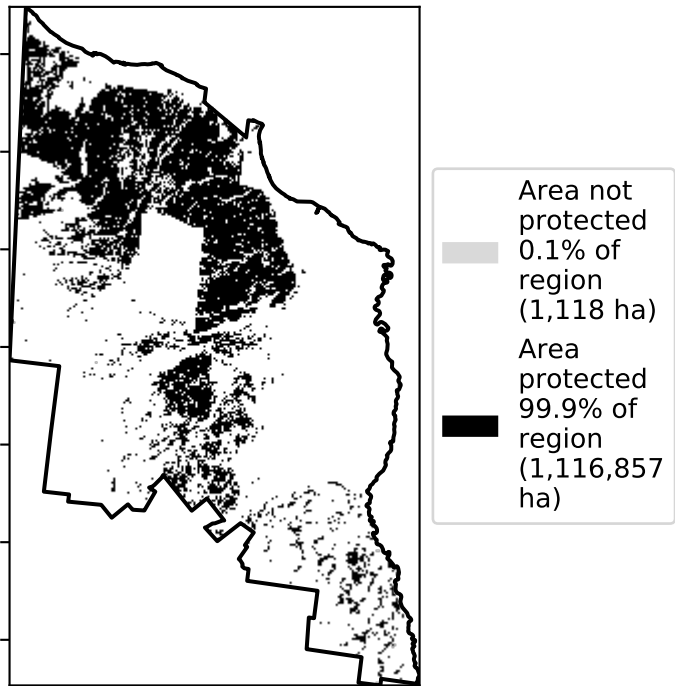 Area not
protected
0.1% of
region
(1,118 ha)
Area
protected
99.9% of
region
(1,116,857
ha)